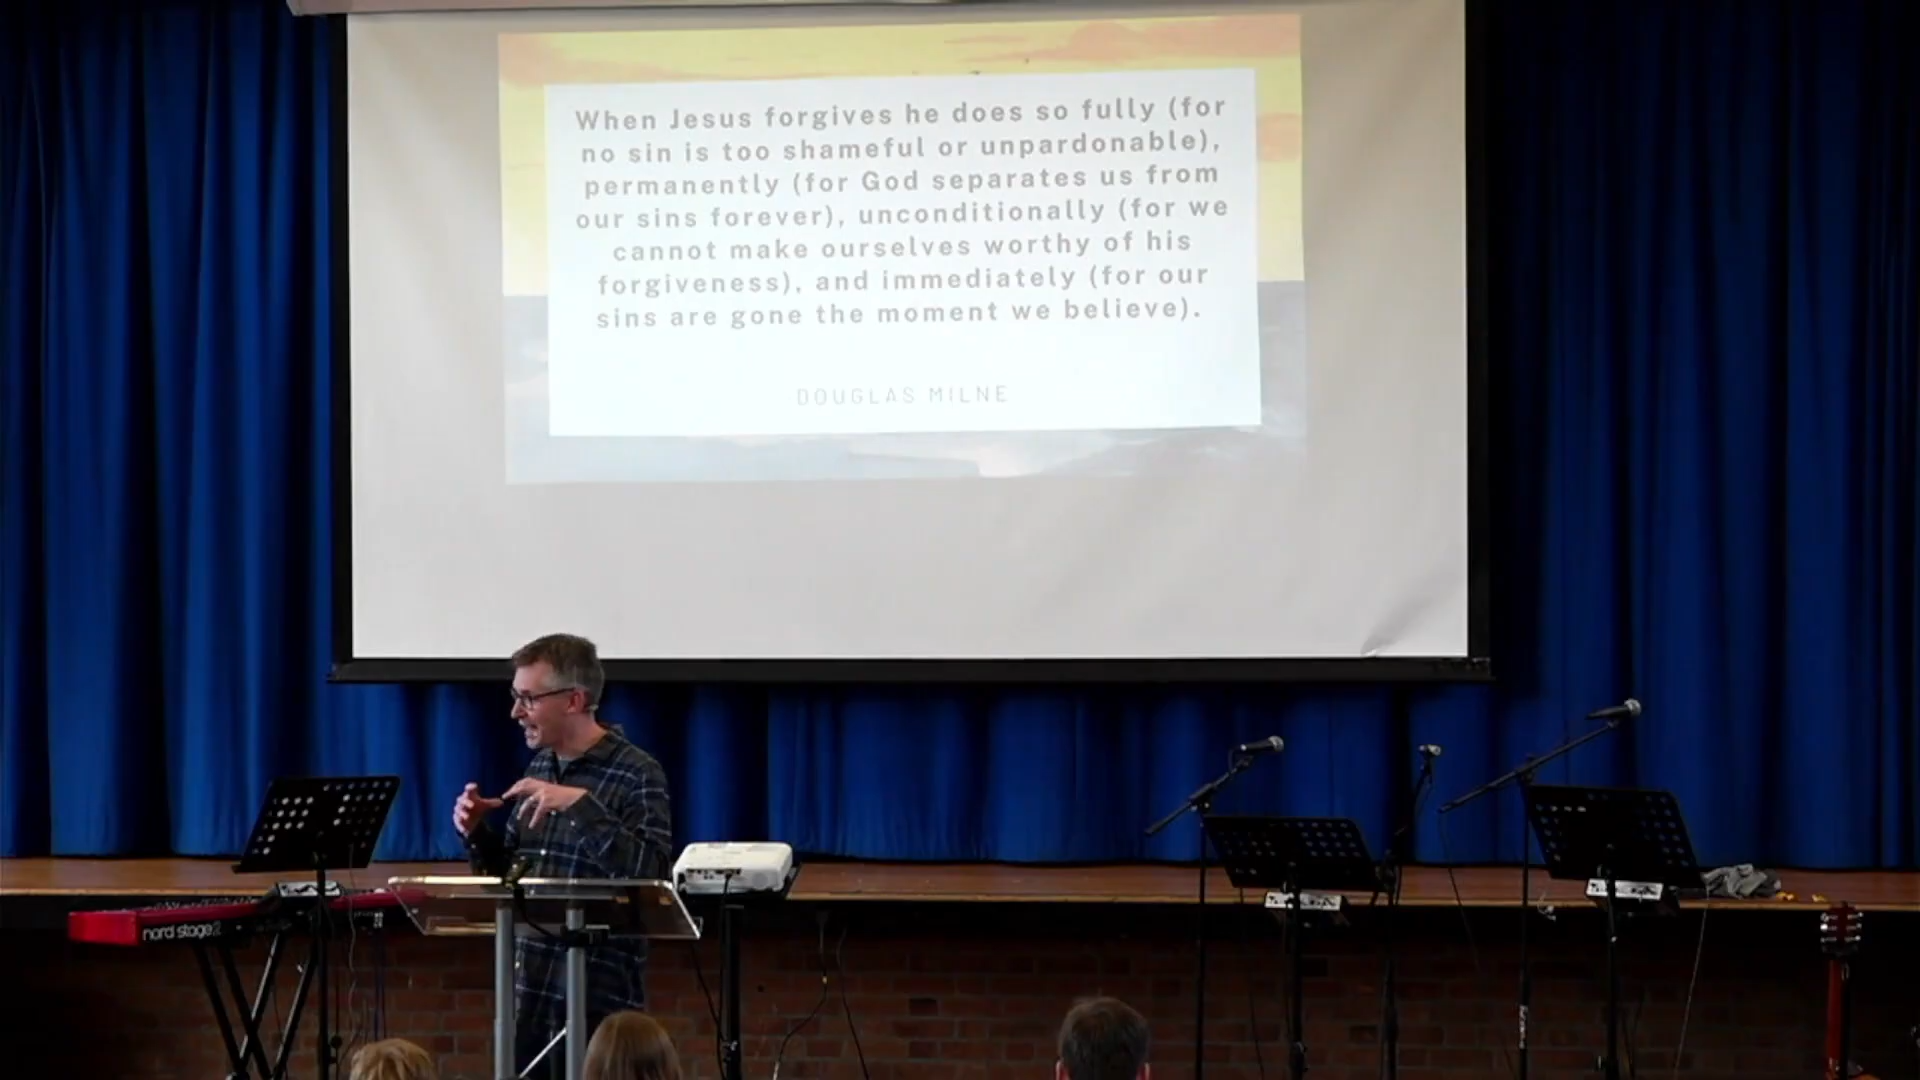 When Jesus forgives he does so fully (for
no sin is too shameful or unpardonable),
permanently (for God separates us from
our sins forever), unconditionally (for we
cannot make ourselves worthy of his
forgiveness), and immediately (for our
sins are gone the moment we believe).
DOUGLAS MILNE
nord stage 2